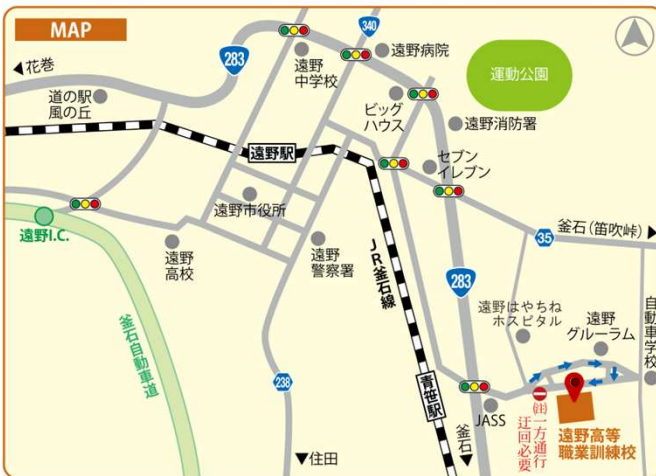 MAP
340
花巻
283
遠野
中学校
遠野病院
運動公園
道の駅
風の丘
ビッグ
ハウス
遠野消防署
遠野駅
セブン
イレブン
遠野市役所
釜石(笛吹峠)
35
遠野I.C.
遠野
高校
遠野
警察署
JR釜石線
283
遠野はやちね
ホスピタル
遠野
グルーラム
自動車学校
釜石自動車道
238
青笹駅
JASS
㊟一方通行
迂回必要
遠野高等
職業訓練校
住田
釜石